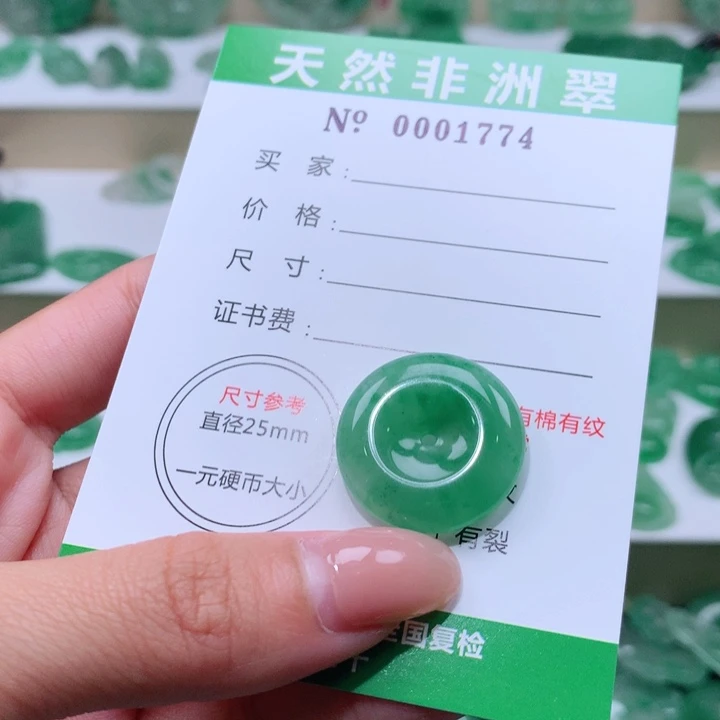 天然非洲翠
Nº 0001774
买 家：
价 格：
尺 寸：
证书费：
尺寸参考
直径25mm
一元硬币大小
有棉有纹
有裂
国复检